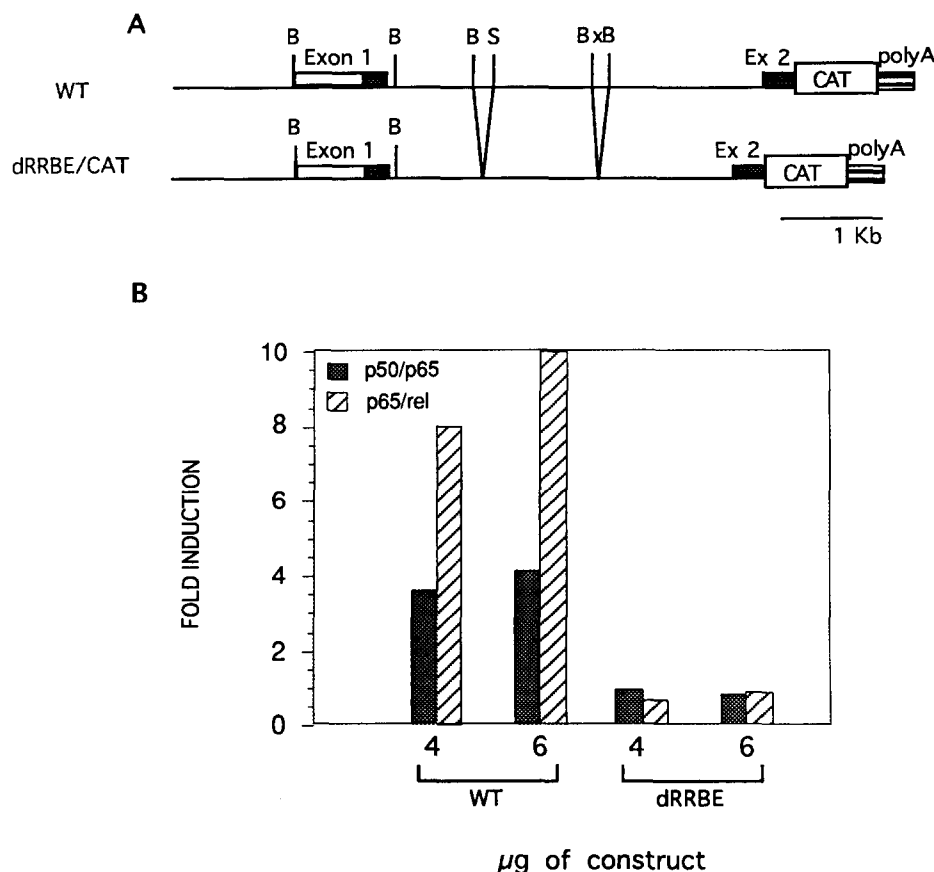 A
B B B S B x B Ex 2 polyA
Exon 1
CAT
WT
B B
Exon 1 Ex 2 polyA
dRRBE/CAT
CAT
1 Kb
B
10
p50/p65
p65/rel
8
6
4
2
0
FOLD INDUCTION
4 6 4 6
WT dRRBE
µg of construct